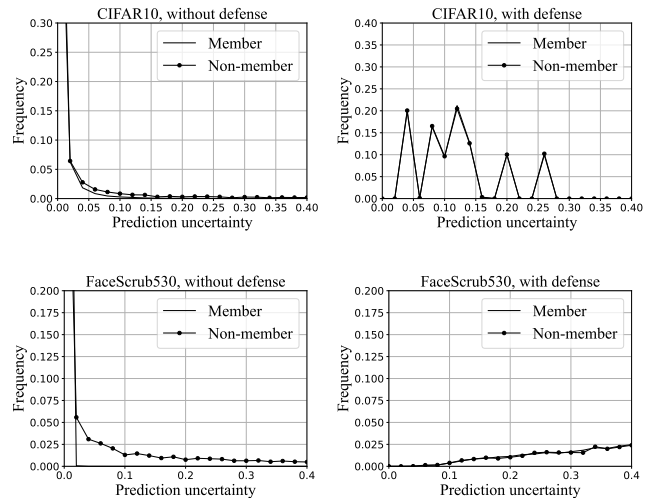 CIFAR10, without defense
0.30
0.25
0.20
0.15
0.10
0.05
0.00
Frequency
Member
Non-member
0.00 0.05 0.10 0.15 0.20 0.25 0.30 0.35 0.40
Prediction uncertainty
CIFAR10, with defense
0.40
0.35
0.30
0.25
0.20
0.15
0.10
0.05
0.00
Frequency
Member
Non-member
0.00 0.05 0.10 0.15 0.20 0.25 0.30 0.35 0.40
Prediction uncertainty
FaceScrub530, without defense
0.200
0.175
0.150
0.125
0.100
0.075
0.050
0.025
0.000
Frequency
Member
Non-member
0.0 0.1 0.2 0.3 0.4
Prediction uncertainty
FaceScrub530, with defense
0.200
0.175
0.150
0.125
0.100
0.075
0.050
0.025
0.000
Frequency
Member
Non-member
0.0 0.1 0.2 0.3 0.4
Prediction uncertainty